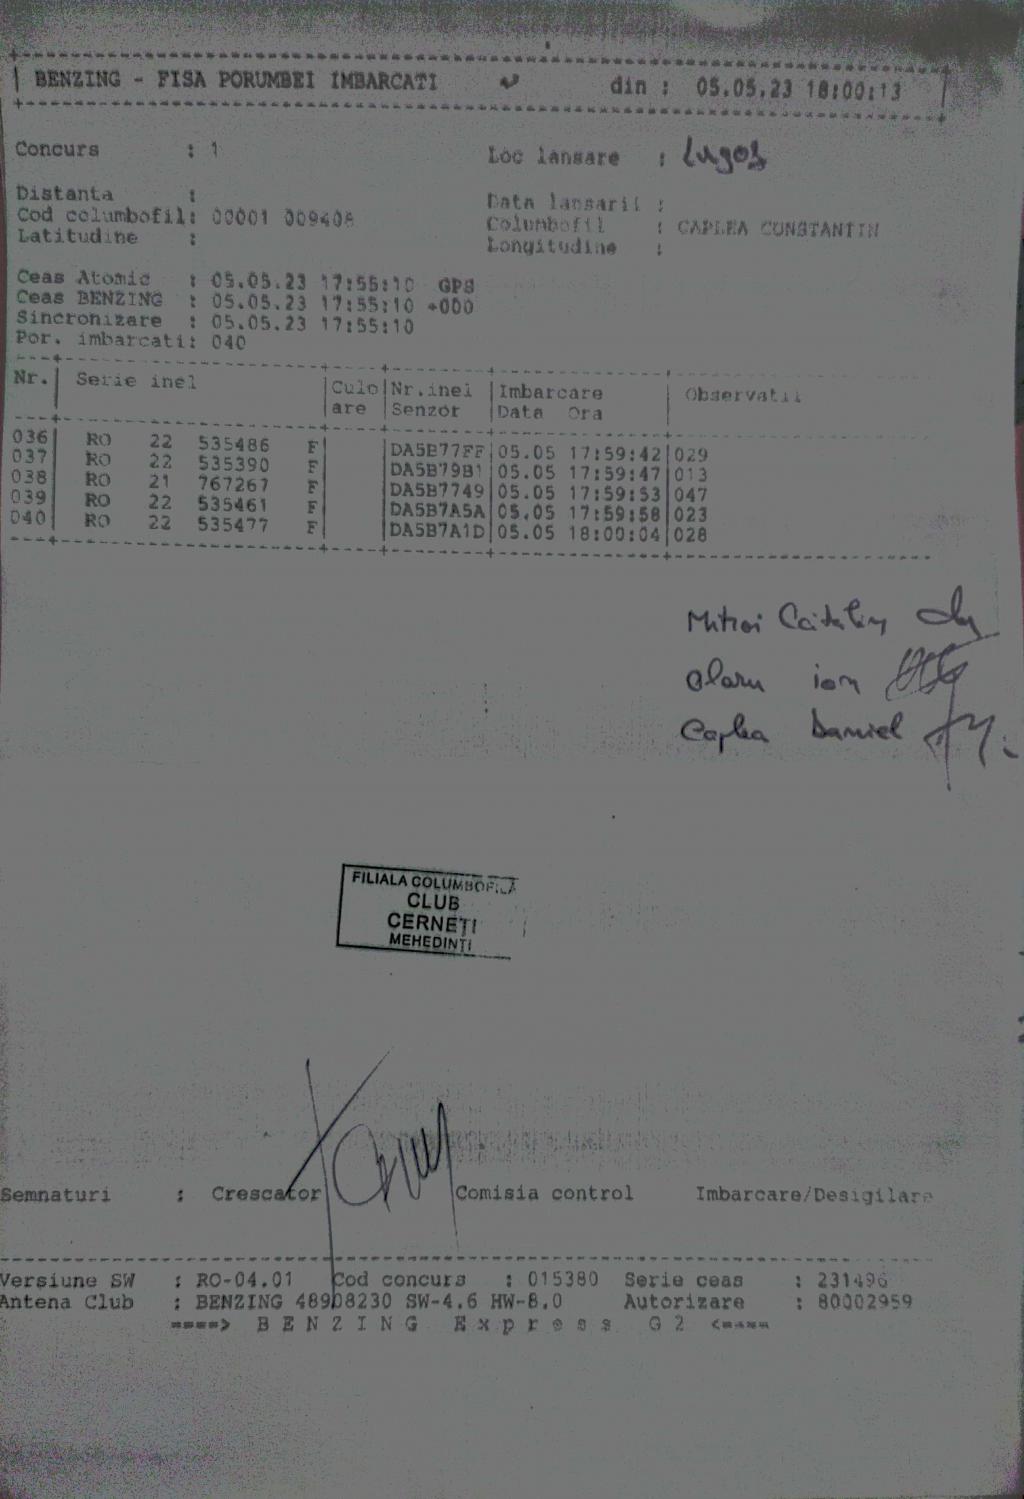 BENZING - FISA PORUMBEI IMBARCATI din : 05.05.23 18:00:13
Concurs : 1 Loc lansare : Lugoj
Distanta : Data lansarii :
Cod columbofil: 00001 009408 Columbofil : CAPLEA CONSTANTIN
Latitudine : Longitudine :
Ceas Atomic : 05.05.23 17:55:10 GPS
Ceas BENZING : 05.05.23 17:55:10 +000
Sincronizare : 05.05.23 17:55:10
Por. imbarcati: 040
Nr. Serie inel Culo Nr.inel Imbarcare Observatii
are Senzor Data Ora
036 RO 22 535486 F DA5B77FF 05.05 17:59:42 029
037 RO 22 535390 F DA5B79B1 05.05 17:59:47 013
038 RO 21 767267 F DA5B7749 05.05 17:59:53 047
039 RO 22 535461 F DA5B7A5A 05.05 17:59:58 023
040 RO 22 535477 F DA5B7A1D 05.05 18:00:04 028
Mitroi Cătălin
Olaru ion
Caplea Daniel
FILIALA COLUMBOFILĂ
CLUB
CERNEȚI
MEHEDINȚI
Semnaturi : Crescator Comisia control Imbarcare/Desigilare
Versiune SW : RO-04.01 Cod concurs : 015380 Serie ceas : 231496
Antena Club : BENZING 48908230 SW-4.6 HW-8.0 Autorizare : 80002959
====> B E N Z I N G E x p r e s s G 2 <====